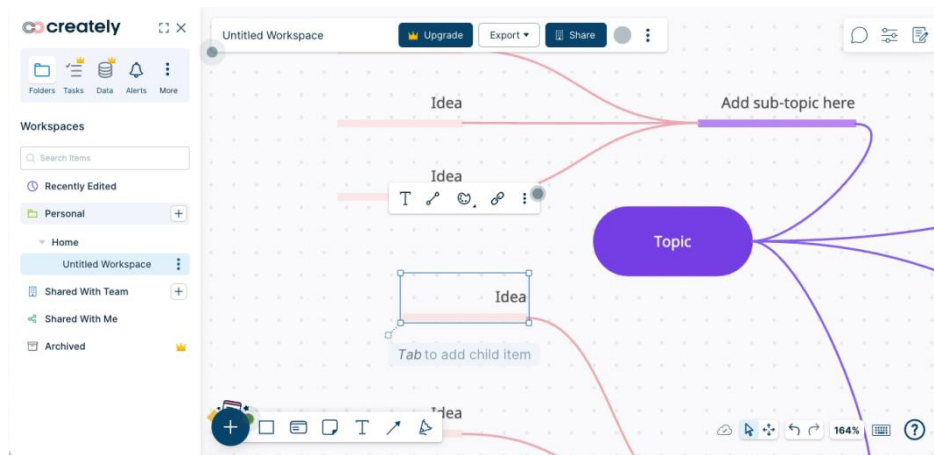 creately
Folders Tasks Data Alerts More
Workspaces
Search Items
Recently Edited
Personal
Home
Untitled Workspace
Shared With Team
Shared With Me
Archived
Untitled Workspace
Upgrade
Export
Share
Idea
Add sub-topic here
Idea
Topic
Idea
Tab to add child item
Idea
164%